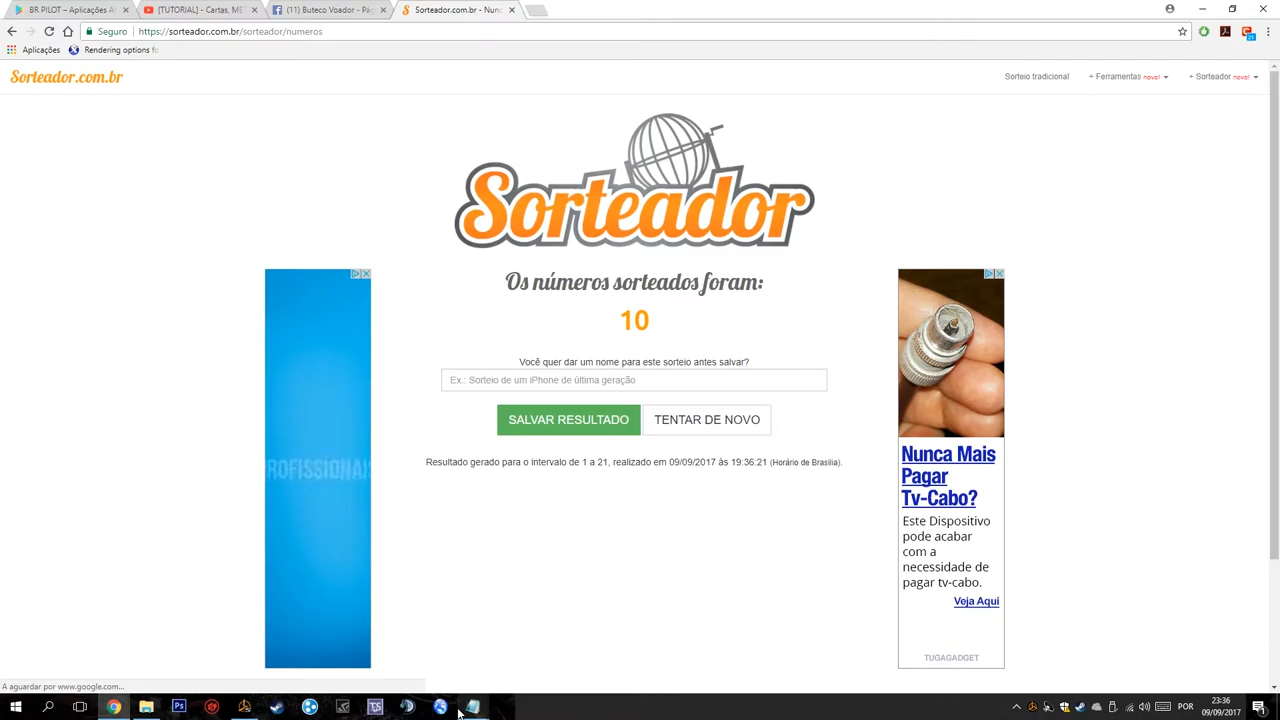 BR PILOT – Aplicações A
[TUTORIAL] - Cartas, ME
(11) Buteco Voador - Pág
Sorteador.com.br - Nún
Seguro
https://sorteador.com.br/sorteador/numeros
21
Aplicações
Rendering options fo
Sorteador.com.br
Sorteio tradicional
+ Ferramentas novo!
+ Sorteador novo!
Sorteador
Os números sorteados foram:
10
Você quer dar um nome para este sorteio antes salvar?
Ex.: Sorteio de um iPhone de última geração
SALVAR RESULTADO
TENTAR DE NOVO
Resultado gerado para o intervalo de 1 a 21, realizado em 09/09/2017 às 19:36:21 (Horário de Brasilia).
ROFISSIONAIS
Nunca Mais
Pagar
Tv-Cabo?
Este Dispositivo
pode acabar
com a
necessidade de
pagar tv-cabo.
Veja Aqui
TUGAGADGET
A aguardar por www.google.com...
POR
23:36
09/09/2017